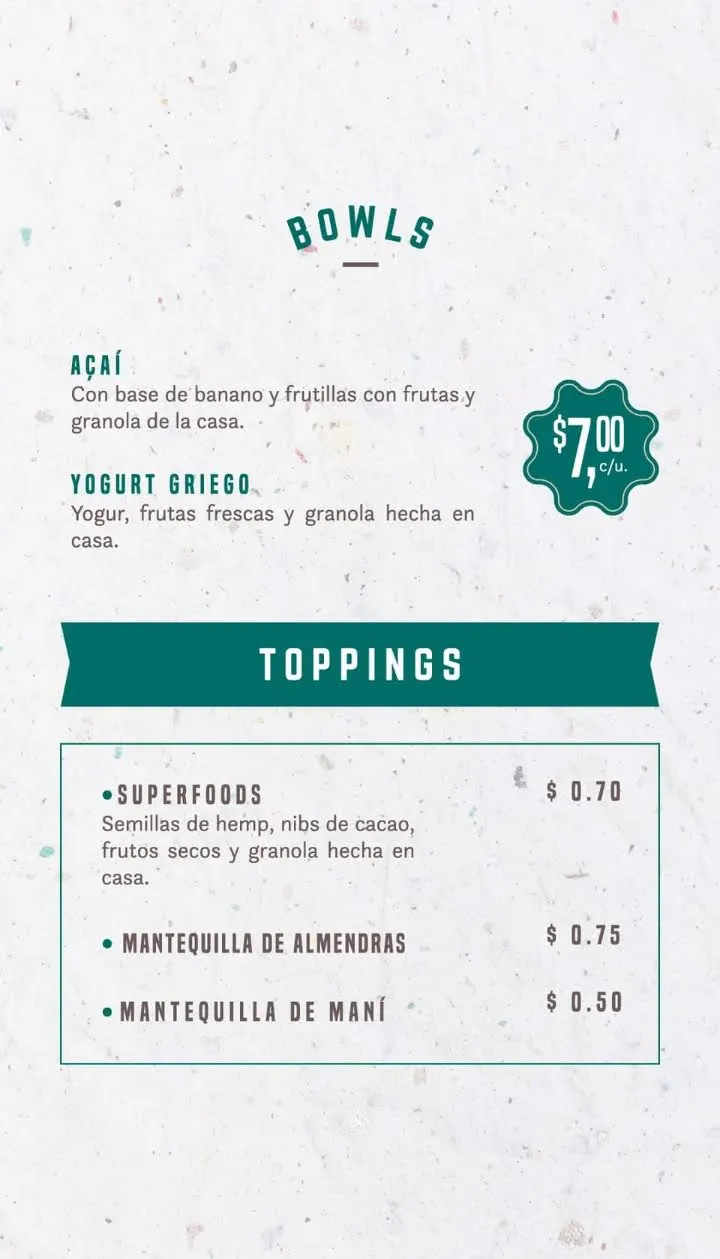 BOWLS
AÇAÍ
Con base de banano y frutillas con frutas y
granola de la casa.
$7,00
c/u.
YOGURT GRIEGO
Yogur, frutas frescas y granola hecha en
casa.
TOPPINGS
•SUPERFOODS $ 0.70
Semillas de hemp, nibs de cacao,
frutos secos y granola hecha en
casa.
• MANTEQUILLA DE ALMENDRAS $ 0.75
•MANTEQUILLA DE MANÍ $ 0.50